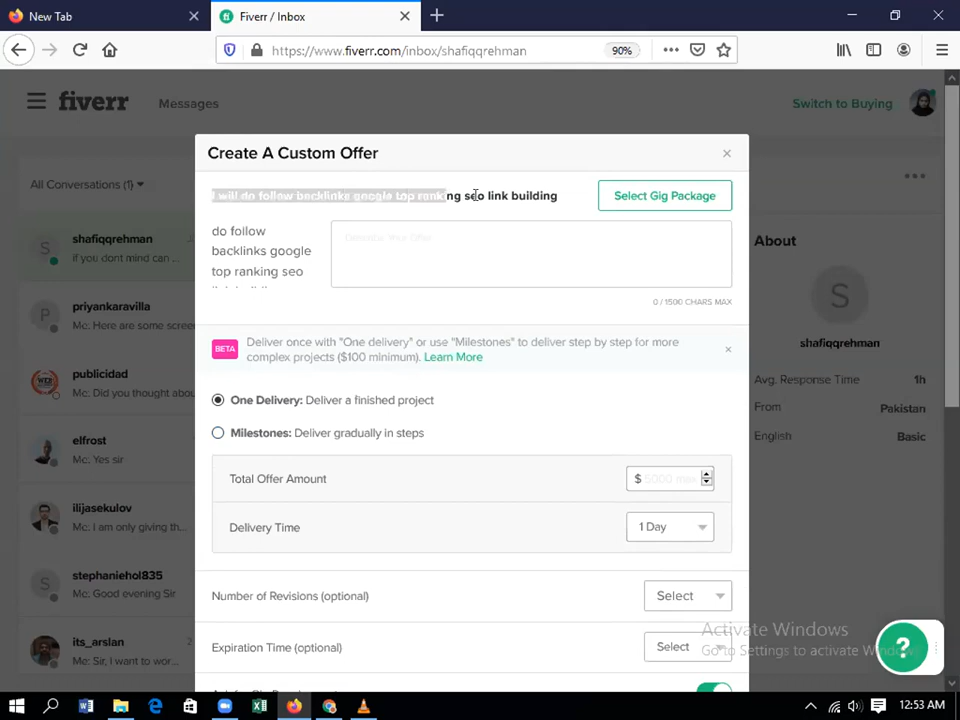 New Tab
Fiverr / Inbox
https://www.fiverr.com/inbox/shafiqqrehman
90%
fiverr
Messages
Switch to Buying
All Conversations (1)
shafiqqrehman
if you dont mind can ...
priyankaravilla
Me: Here are some screen
publicidad
Me: Did you thought abou
elfrost
Me: Yes sir
ilijasekulov
Me: I am only giving th...
stephaniehol835
Me: Good evening Sir
its_arslan
2
Me: Sir, I want to wor...
Create A Custom Offer
I will do follow backlinks google top ranking seo link building
Select Gig Package
do follow
backlinks google
top ranking seo
Describe Your Offer
0 / 1500 CHARS MAX
BETA
Deliver once with "One delivery" or use "Milestones" to deliver step by step for more
complex projects ($100 minimum). Learn More
One Delivery: Deliver a finished project
Milestones: Deliver gradually in steps
Total Offer Amount
$ 5000 max
Delivery Time
1 Day
Number of Revisions (optional)
Select
Expiration Time (optional)
Select
About
S
shafiqqrehman
Avg. Response Time
1h
From
Pakistan
English
Basic
Activate Windows
Go to Settings to activate Windows.
?
12:53 AM